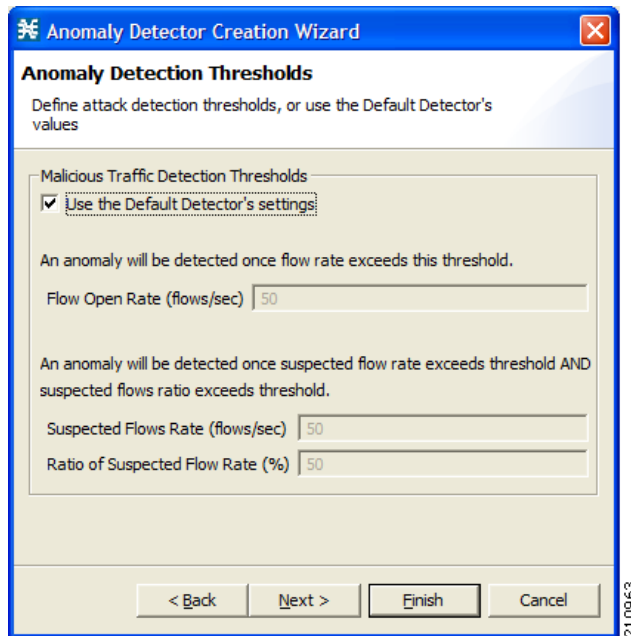 Anomaly Detector Creation Wizard
Anomaly Detection Thresholds
Define attack detection thresholds, or use the Default Detector's
values
Malicious Traffic Detection Thresholds
Use the Default Detector's settings
An anomaly will be detected once flow rate exceeds this threshold.
Flow Open Rate (flows/sec) 50
An anomaly will be detected once suspected flow rate exceeds threshold AND
suspected flows ratio exceeds threshold.
Suspected Flows Rate (flows/sec) 50
Ratio of Suspected Flow Rate (%) 50
< Back Next > Finish Cancel
210963